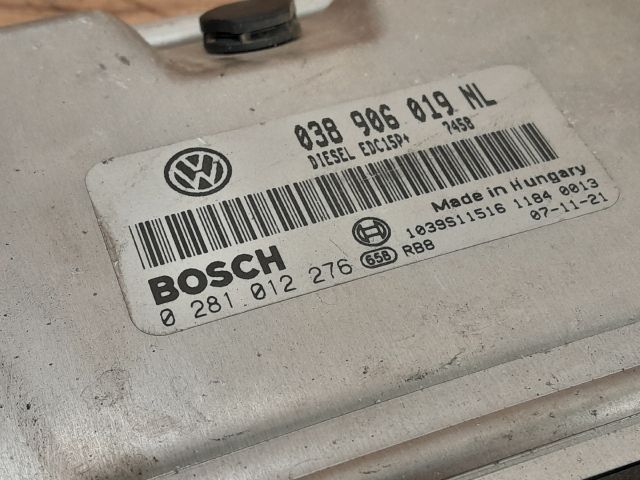 038 906 019 NL
DIESEL EDC15P+ 7458
Made in Hungary
BOSCH
1039S11516 1184 0013
0 281 012 276 65B RB8 07-11-21